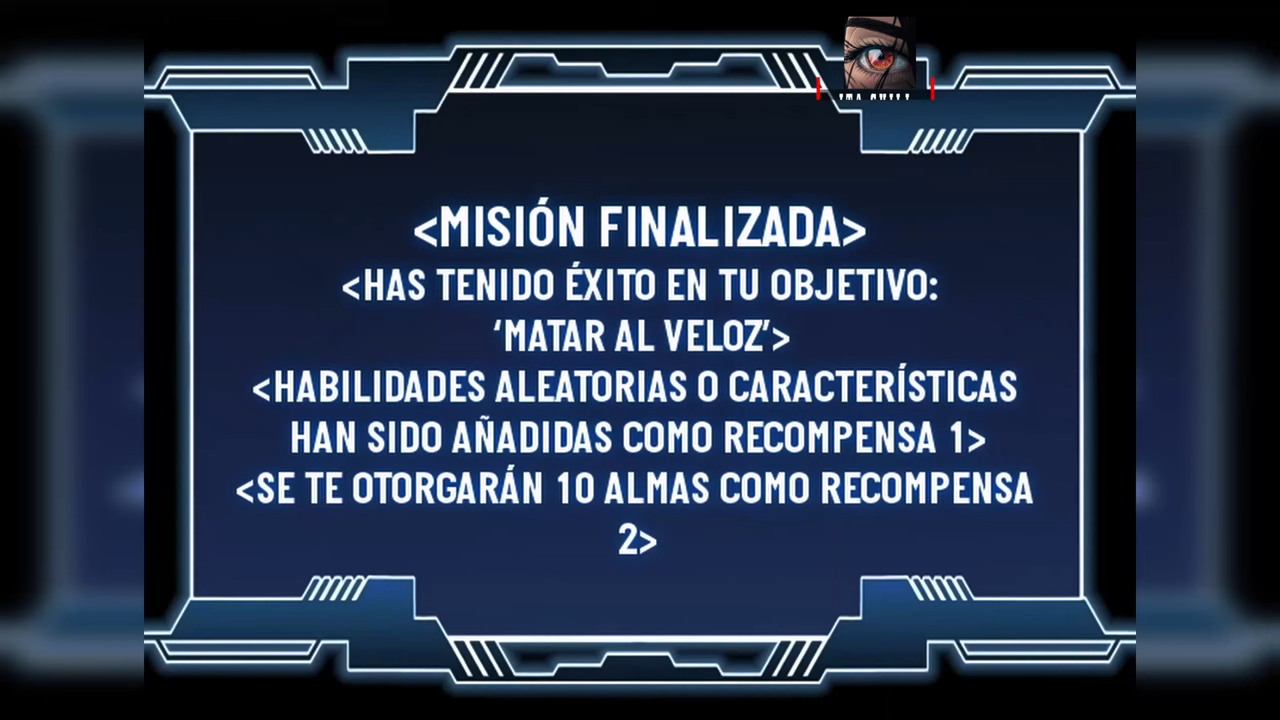 <MISIÓN FINALIZADA>
<HAS TENIDO ÉXITO EN TU OBJETIVO:
‘MATAR AL VELOZ’>
<HABILIDADES ALEATORIAS O CARACTERÍSTICAS
HAN SIDO AÑADIDAS COMO RECOMPENSA 1>
<SE TE OTORGARÁN 10 ALMAS COMO RECOMPENSA
2>